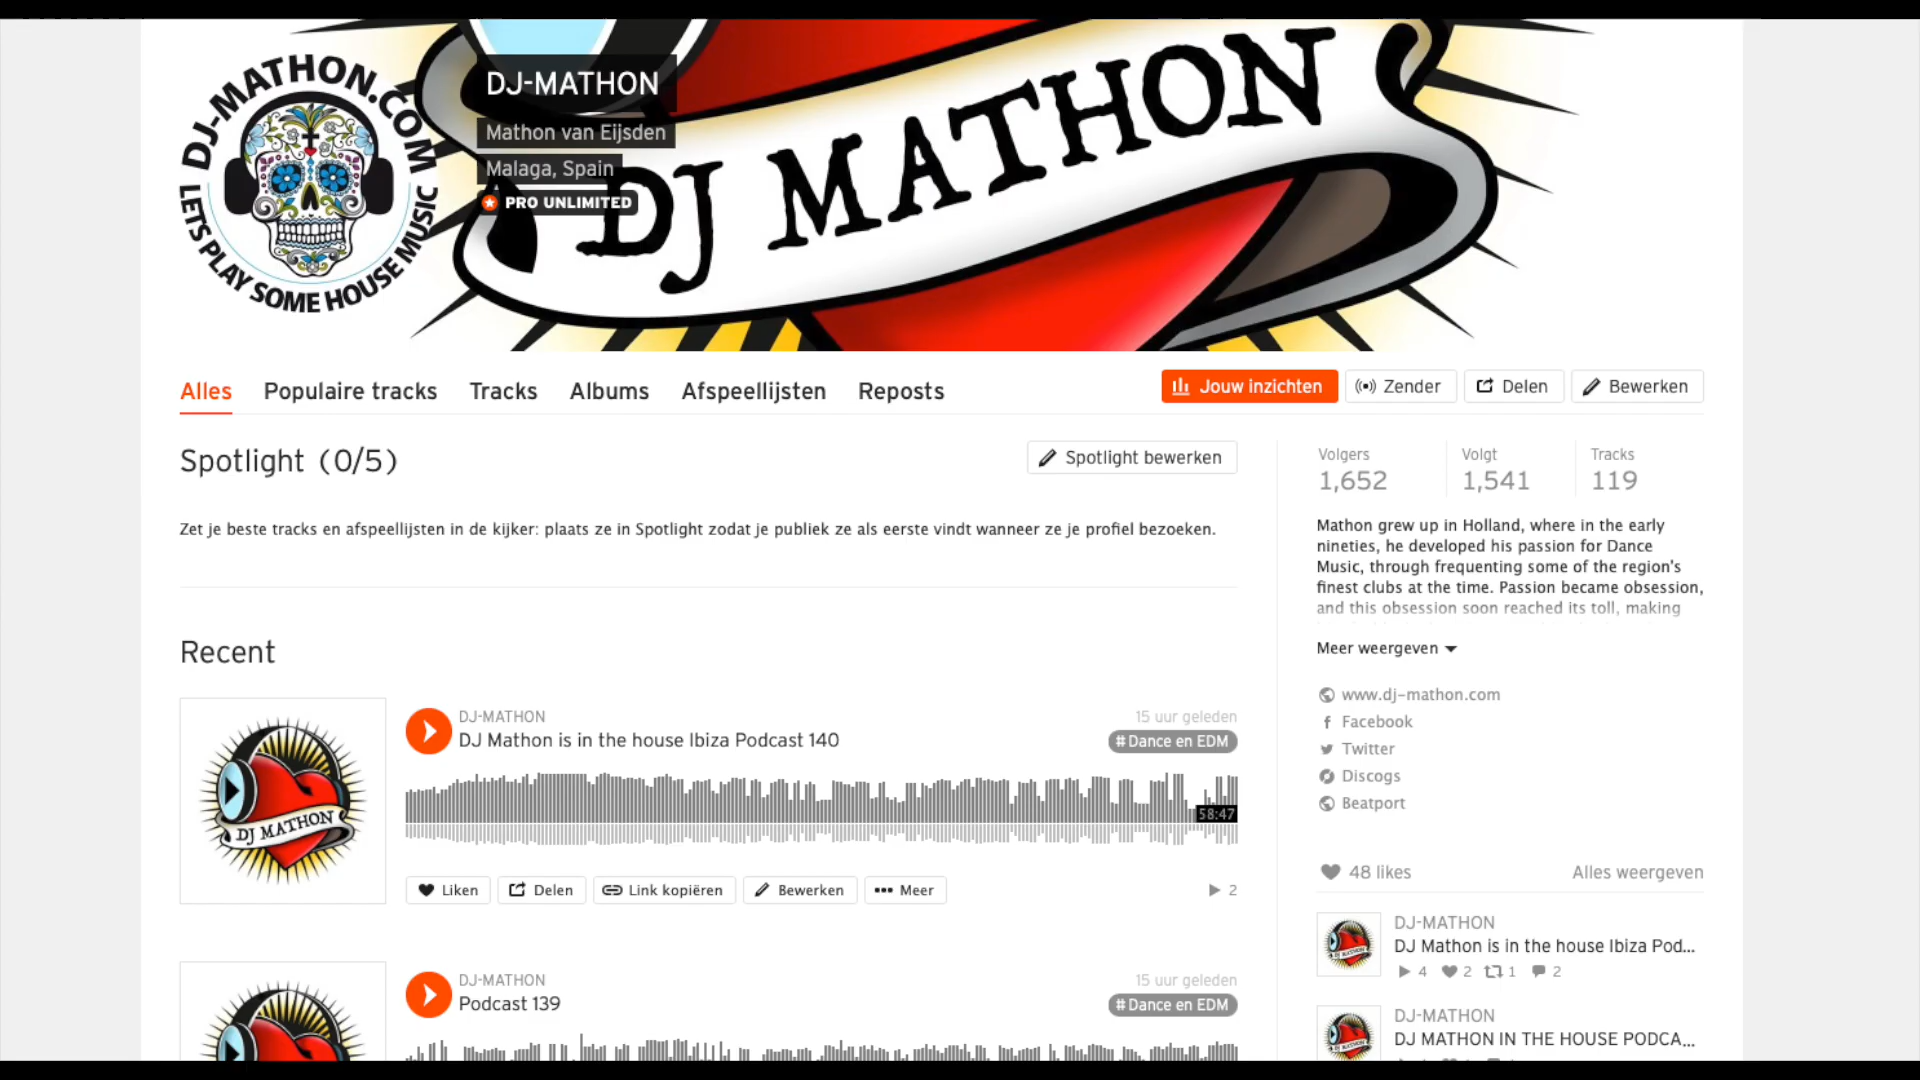 DJ-MATHON.COM
LETS PLAY SOME HOUSE MUSIC
DJ-MATHON
Mathon van Eijsden
Malaga, Spain
PRO UNLIMITED
DJ MATHON
Alles
Populaire tracks
Tracks
Albums
Afspeellijsten
Reposts
Jouw inzichten
Zender
Delen
Bewerken
Spotlight (0/5)
Spotlight bewerken
Zet je beste tracks en afspeellijsten in de kijker: plaats ze in Spotlight zodat je publiek ze als eerste vindt wanneer ze je profiel bezoeken.
Recent
DJ MATHON
DJ-MATHON
DJ Mathon is in the house Ibiza Podcast 140
15 uur geleden
# Dance en EDM
58:47
Liken
Delen
Link kopiëren
Bewerken
Meer
2
DJ-MATHON
Podcast 139
15 uur geleden
# Dance en EDM
Volgers
1,652
Volgt
1,541
Tracks
119
Mathon grew up in Holland, where in the early
nineties, he developed his passion for Dance
Music, through frequenting some of the region's
finest clubs at the time. Passion became obsession,
and this obsession soon reached its toll, making
Meer weergeven
www.dj-mathon.com
Facebook
Twitter
Discogs
Beatport
48 likes
Alles weergeven
DJ-MATHON
DJ Mathon is in the house Ibiza Pod...
4 2 1 2
DJ-MATHON
DJ MATHON IN THE HOUSE PODCA...